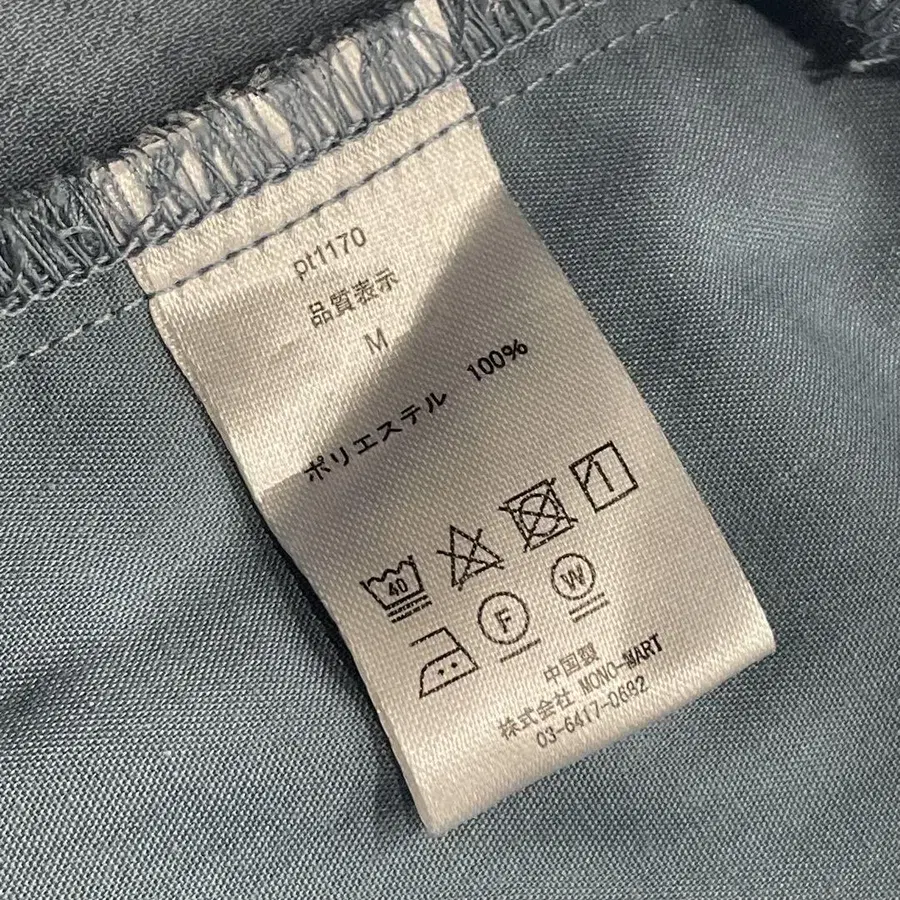 pt1170
品質表示
M
ポリエステル 100%
40
F W
中国製
株式会社 MONO-MART
03-6417-0682